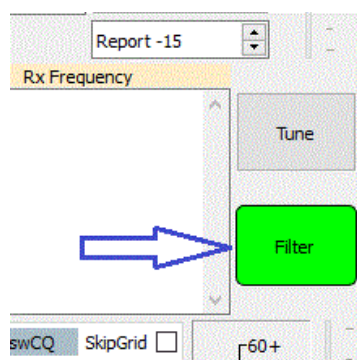 Report -15
Rx Frequency
Tune
Filter
swCQ SkipGrid
60+